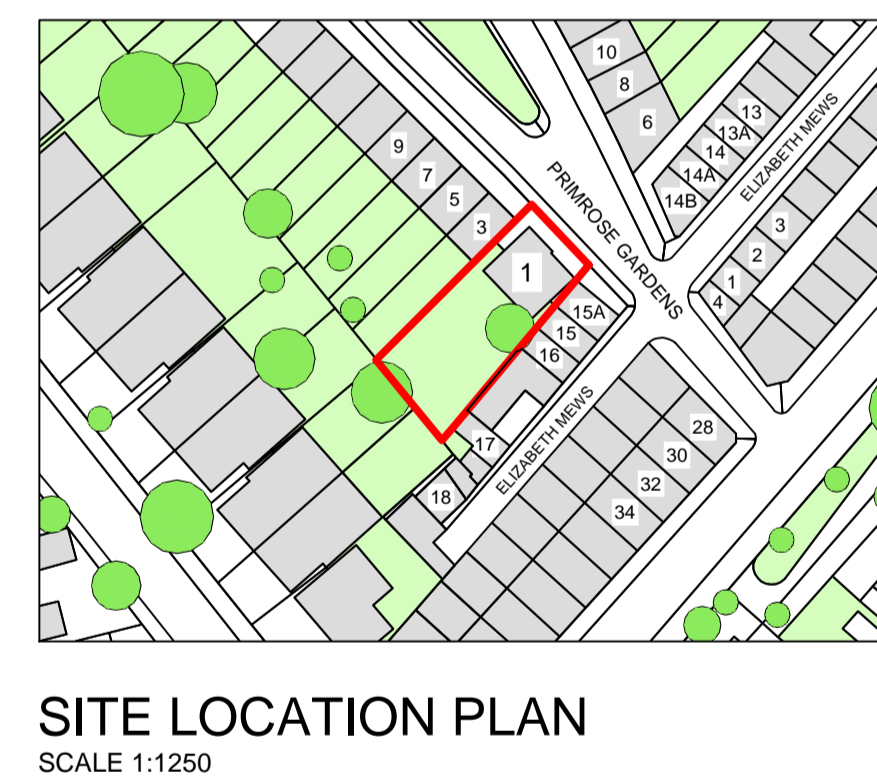 10
8
6
13
13A
14
14A
14B
ELIZABETH MEWS
9
7
5
3
PRIMROSE GARDENS
1
3
2
1
4
15A
15
16
17
18
ELIZABETH MEWS
28
30
32
34
SITE LOCATION PLAN
SCALE 1:1250